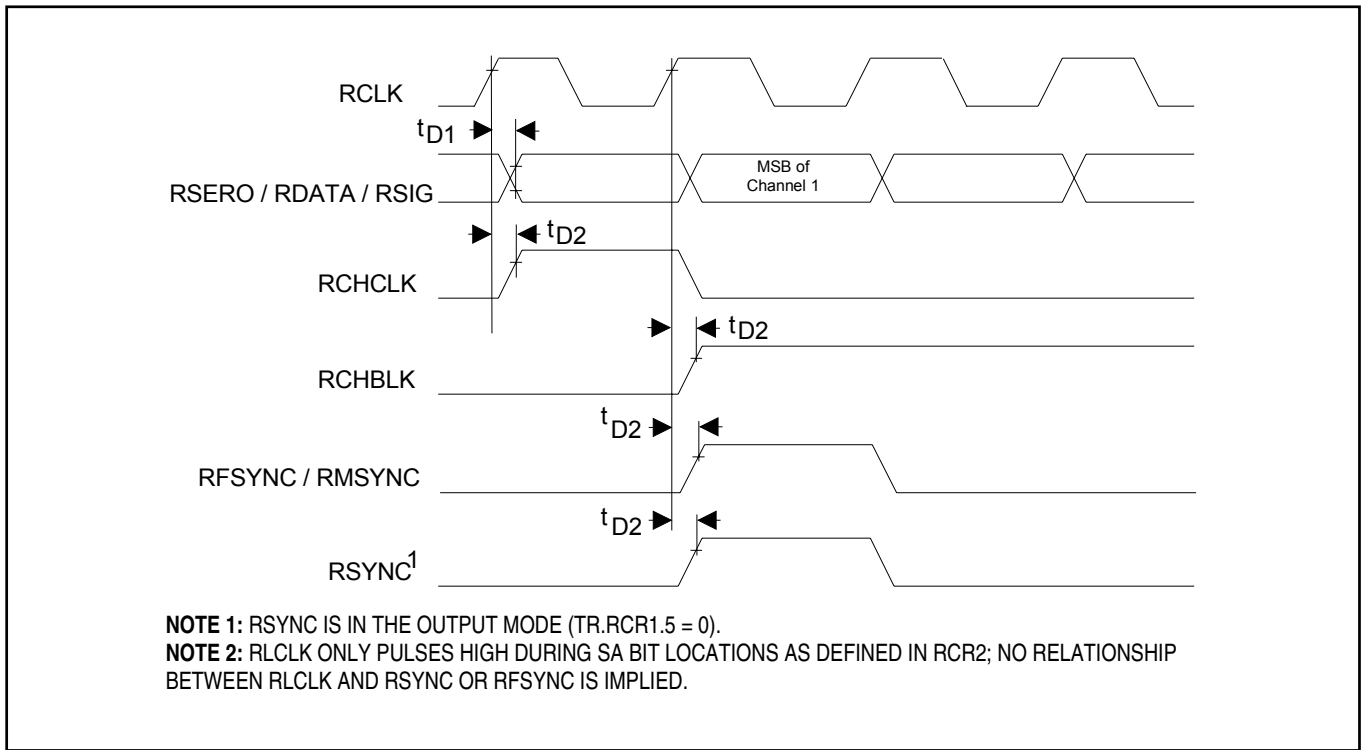 RCLK
tD1
RSERO / RDATA / RSIG
MSB of
Channel 1
tD2
RCHCLK
tD2
RCHBLK
tD2
RFSYNC / RMSYNC
tD2
RSYNC1
NOTE 1: RSYNC IS IN THE OUTPUT MODE (TR.RCR1.5 = 0).
NOTE 2: RLCLK ONLY PULSES HIGH DURING SA BIT LOCATIONS AS DEFINED IN RCR2; NO RELATIONSHIP
BETWEEN RLCLK AND RSYNC OR RFSYNC IS IMPLIED.